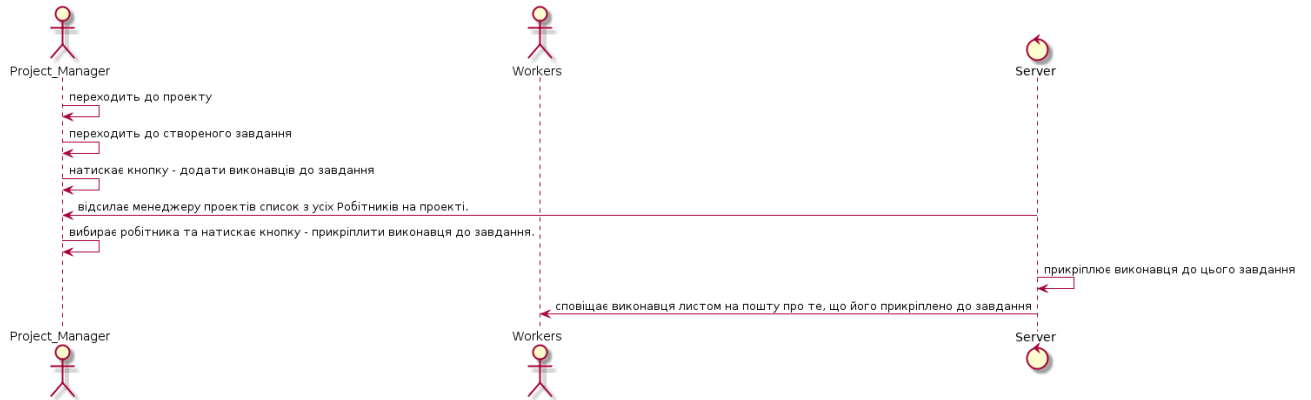 Project_Manager
Workers
Server
переходить до проекту
переходить до створеного завдання
натискає кнопку - додати виконавців до завдання
відсилає менеджеру проектів список з усіх Робітників на проекті.
вибирає робітника та натискає кнопку - прикріпити виконавця до завдання.
прикріплює виконавця до цього завдання
сповіщає виконавця листом на пошту про те, що його прикріплено до завдання
Project_Manager
Workers
Server